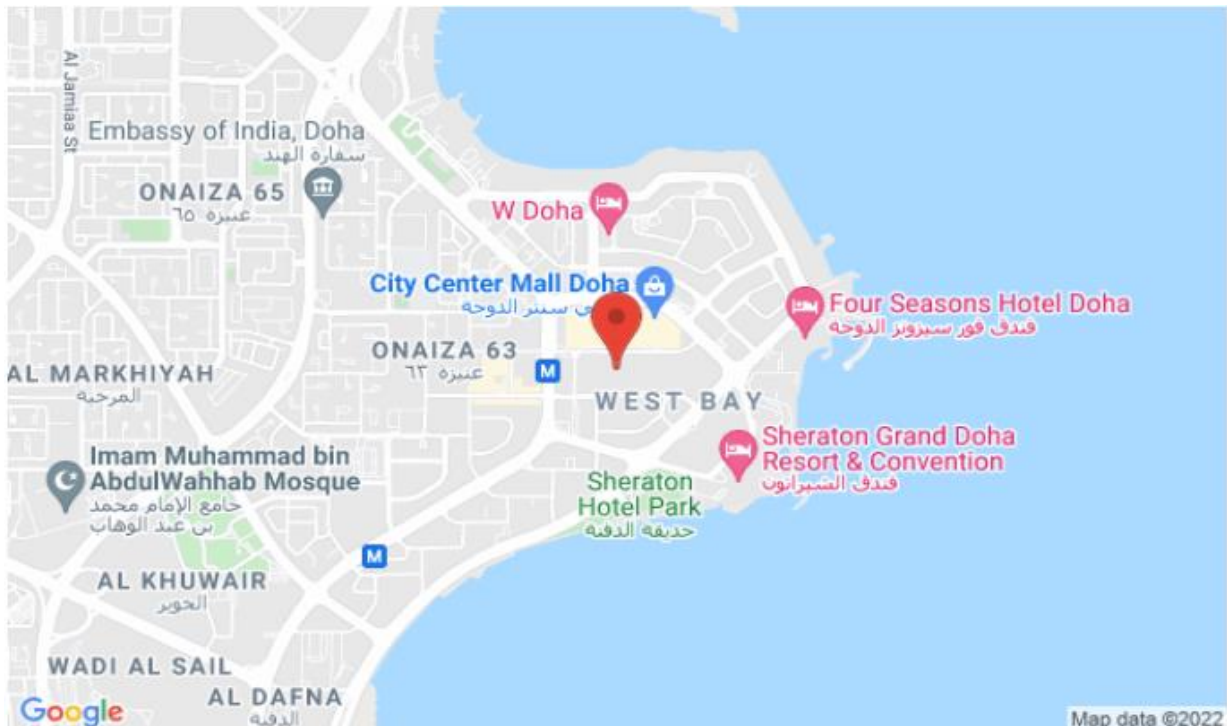 Al Jamiaa St
Embassy of India, Doha
سفارة الهند
ONAIZA 65
عنيزة ٦٥
W Doha
City Center Mall Doha
ي سينر الدوحة
Four Seasons Hotel Doha
فندق فور سيزونز الدوحة
ONAIZA 63
عنيزة ٦٣
M
AL MARKHIYAH
المرخية
WEST BAY
Imam Muhammad bin
AbdulWahhab Mosque
جامع الإمام محمد
بن عبد الوهاب
Sheraton Grand Doha
Resort & Convention
فندق الشيراتون
Sheraton
Hotel Park
حديقة الدفنة
M
AL KHUWAIR
الخوير
WADI AL SAIL
AL DAFNA
الدفنة
Google
Map data ©2022